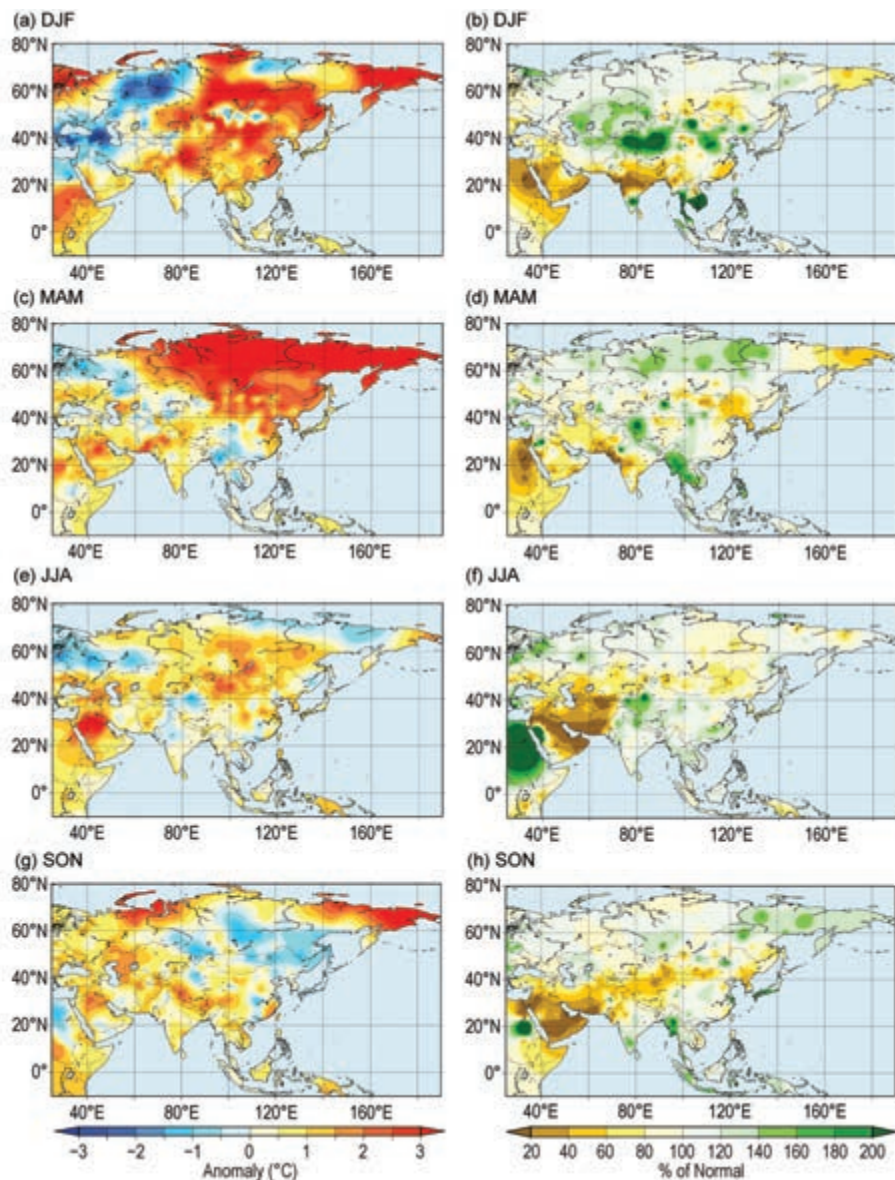 (a) DJF
(b) DJF
80°N
80°N
60°N
60°N
40°N
40°N
20°N
20°N
0°
0°
40°E 80°E 120°E 160°E
40°E 80°E 120°E 160°E
(c) MAM
(d) MAM
80°N
80°N
60°N
60°N
40°N
40°N
20°N
20°N
0°
0°
40°E 80°E 120°E 160°E
40°E 80°E 120°E 160°E
(e) JJA
(f) JJA
80°N
80°N
60°N
60°N
40°N
40°N
20°N
20°N
0°
0°
40°E 80°E 120°E 160°E
40°E 80°E 120°E 160°E
(g) SON
(h) SON
80°N
80°N
60°N
60°N
40°N
40°N
20°N
20°N
0°
0°
40°E 80°E 120°E 160°E
40°E 80°E 120°E 160°E
−3 −2 −1 0 1 2 3
Anomaly (°C)
20 40 60 80 100 120 140 160 180 200
% of Normal